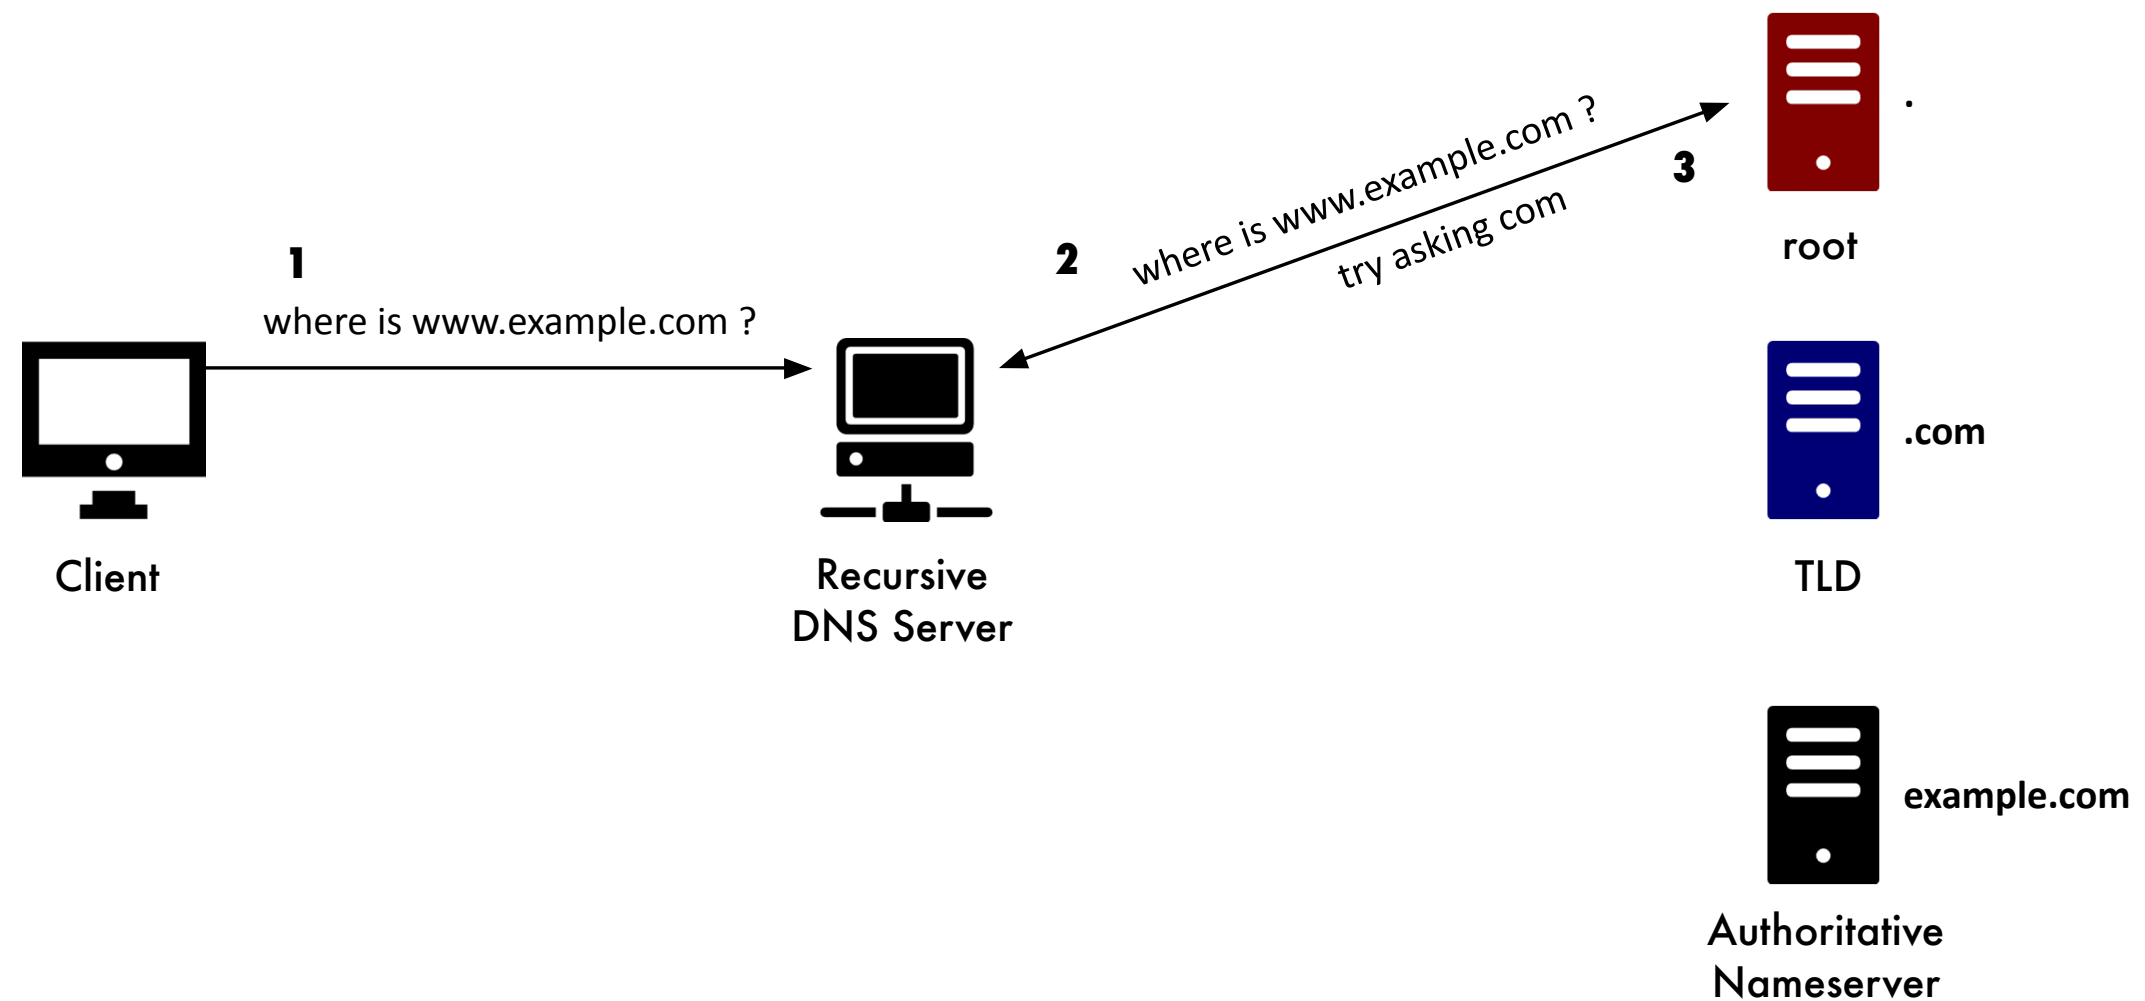 1
where is www.example.com ?
Client
Recursive
DNS Server
2
where is www.example.com ?
3
try asking com
.
root
.com
TLD
example.com
Authoritative
Nameserver